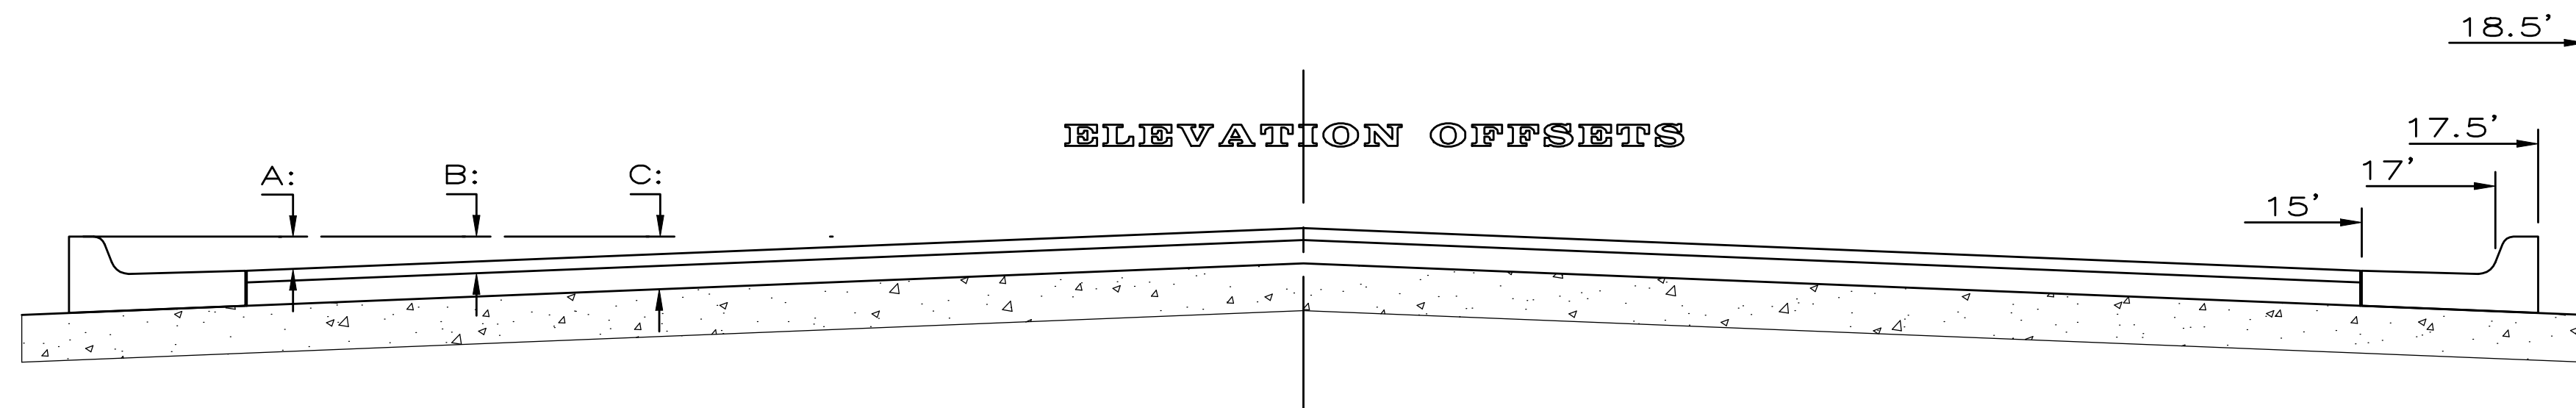 18.5’
ELEVATION OFFSETS
17.5’
17’
A:
B:
C:
15’